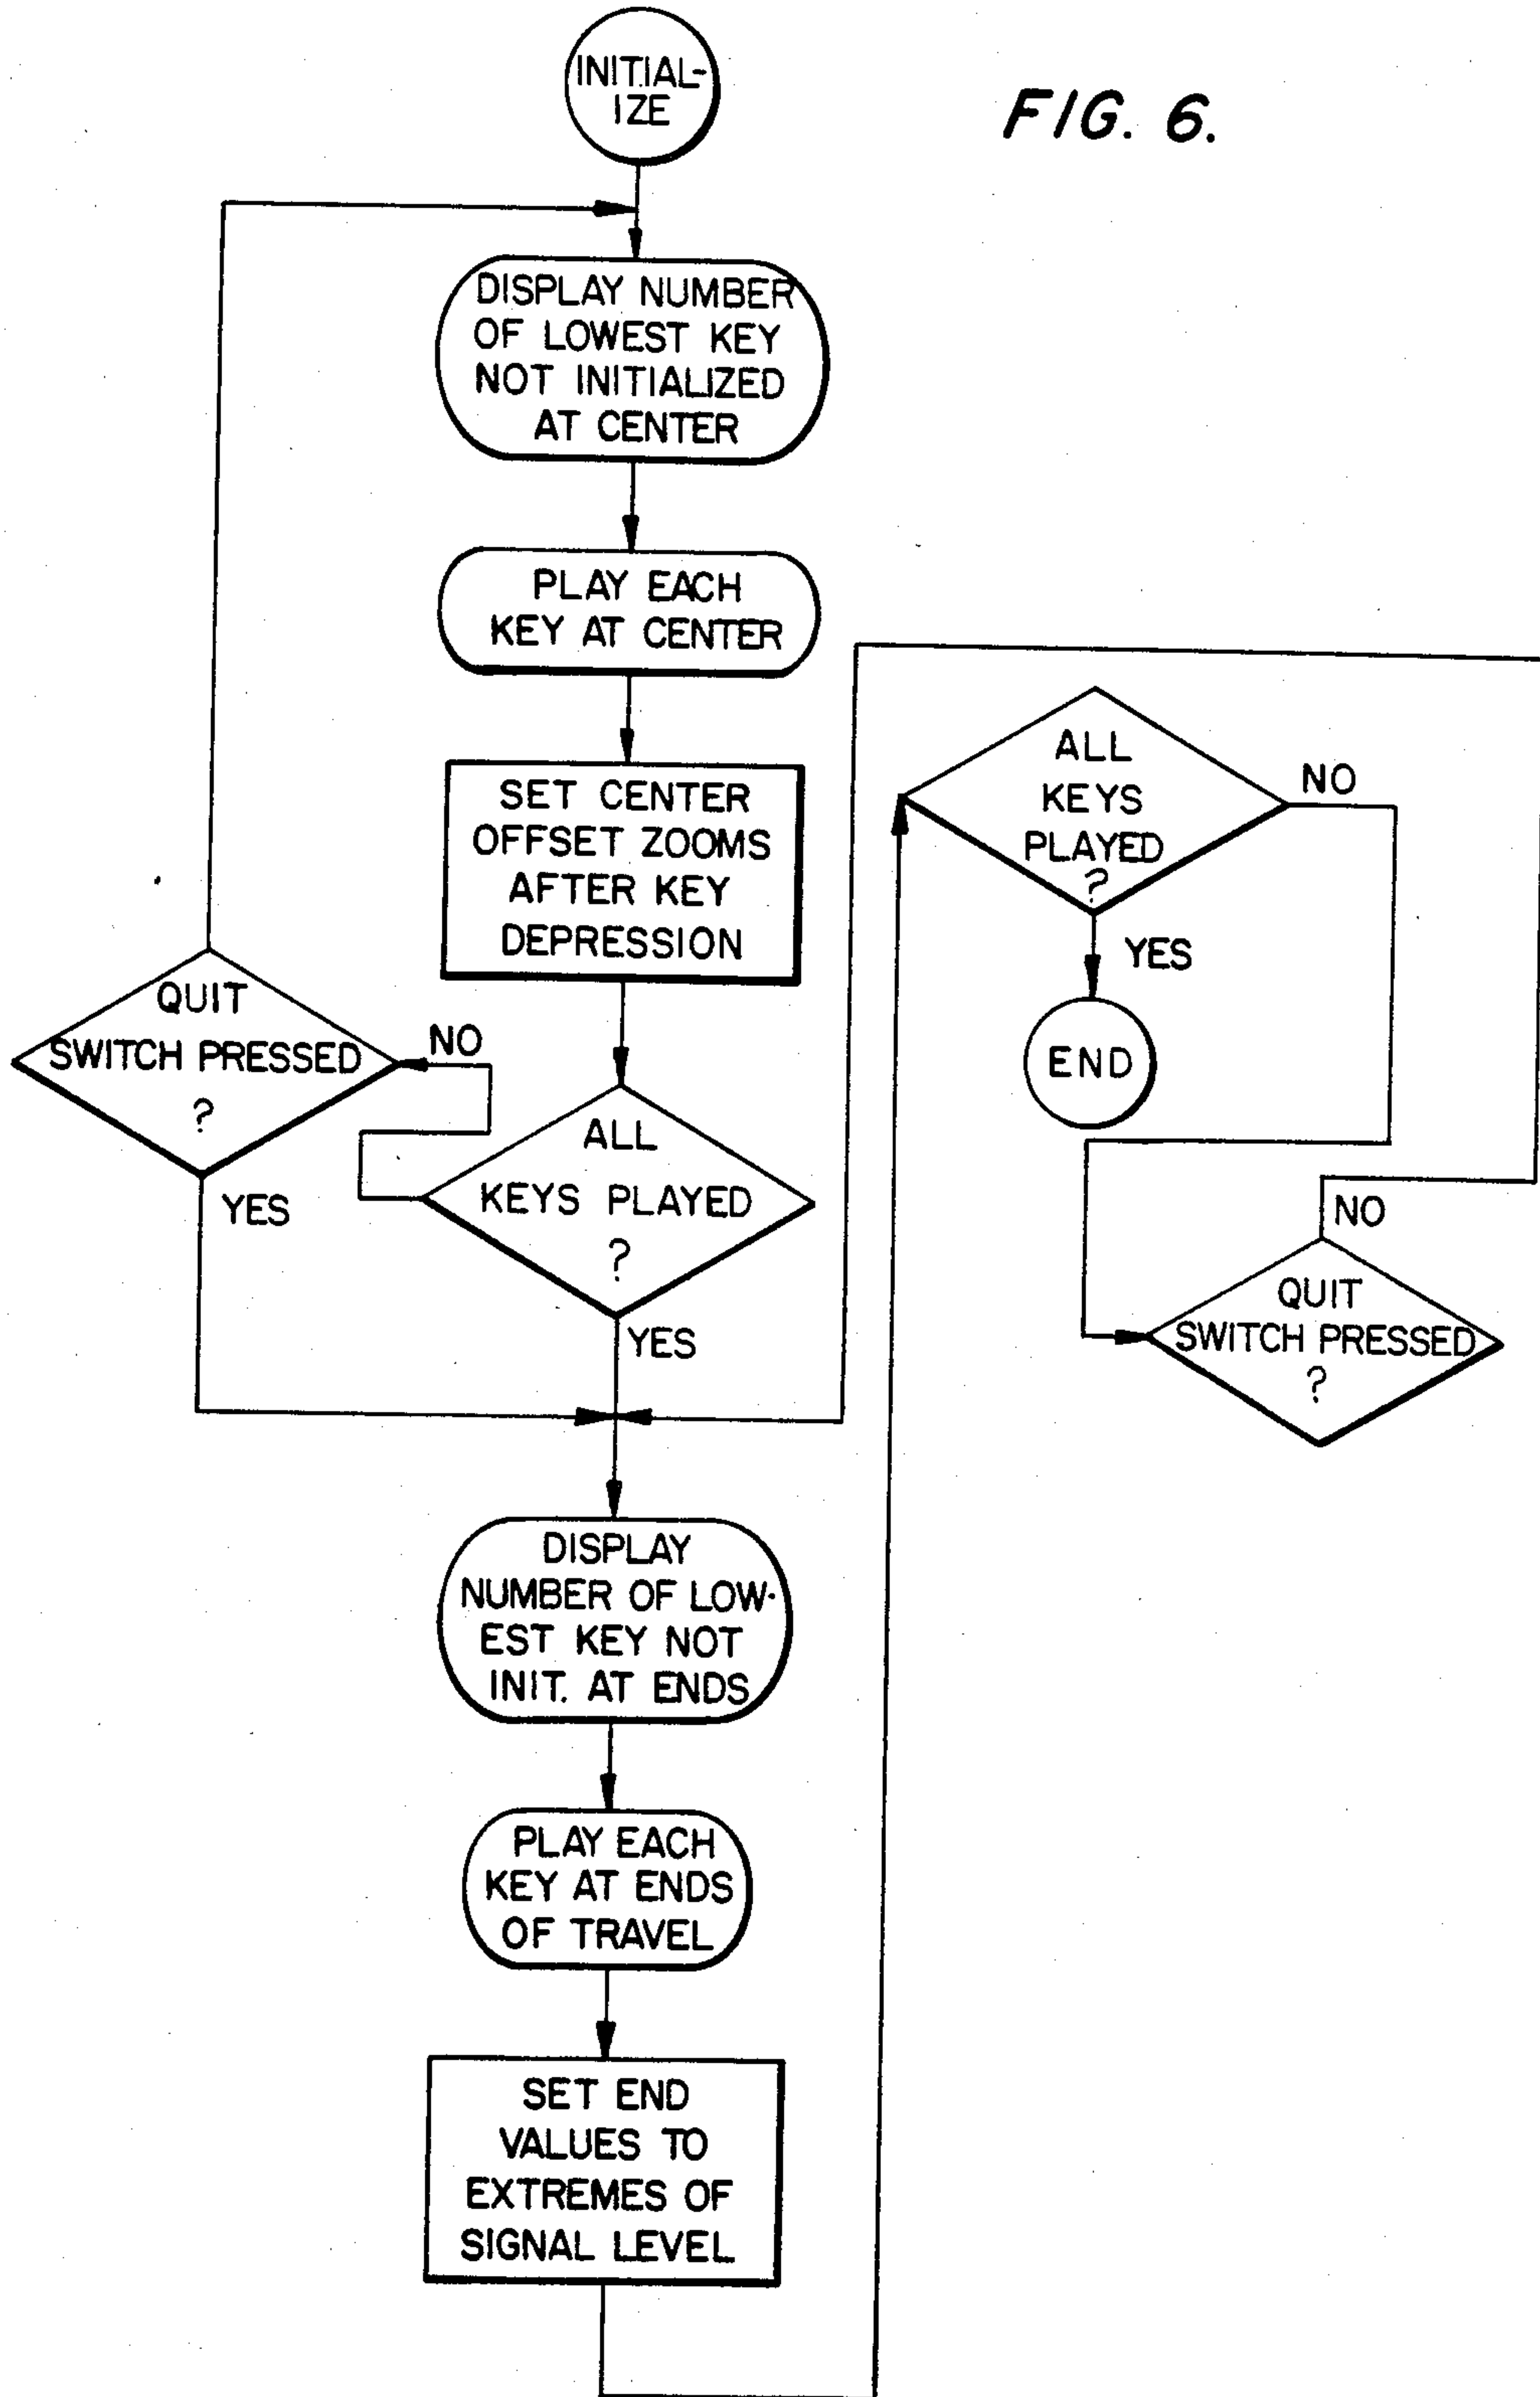 INITIAL-
IZE
FIG. 6.
DISPLAY NUMBER
OF LOWEST KEY
NOT INITIALIZED
AT CENTER
PLAY EACH
KEY AT CENTER
SET CENTER
OFFSET ZOOMS
AFTER KEY
DEPRESSION
QUIT
SWITCH PRESSED
?
NO
YES
ALL
KEYS PLAYED
?
YES
DISPLAY
NUMBER OF LOW-
EST KEY NOT
INIT. AT ENDS
PLAY EACH
KEY AT ENDS
OF TRAVEL
SET END
VALUES TO
EXTREMES OF
SIGNAL LEVEL
ALL
KEYS
PLAYED
?
NO
YES
END
NO
QUIT
SWITCH PRESSED
?